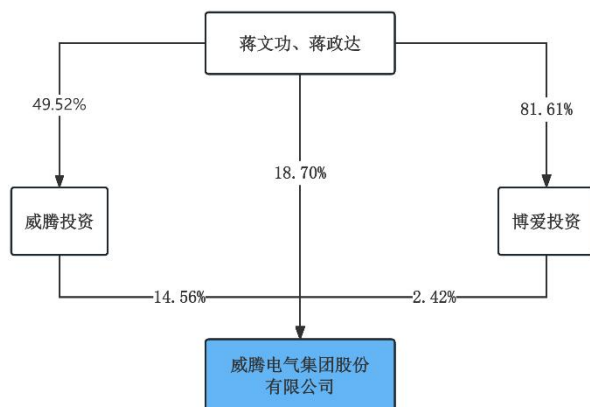 蒋文功、蒋政达
49.52%
81.61%
18.70%
威腾投资
博爱投资
14.56%
2.42%
威腾电气集团股份
有限公司